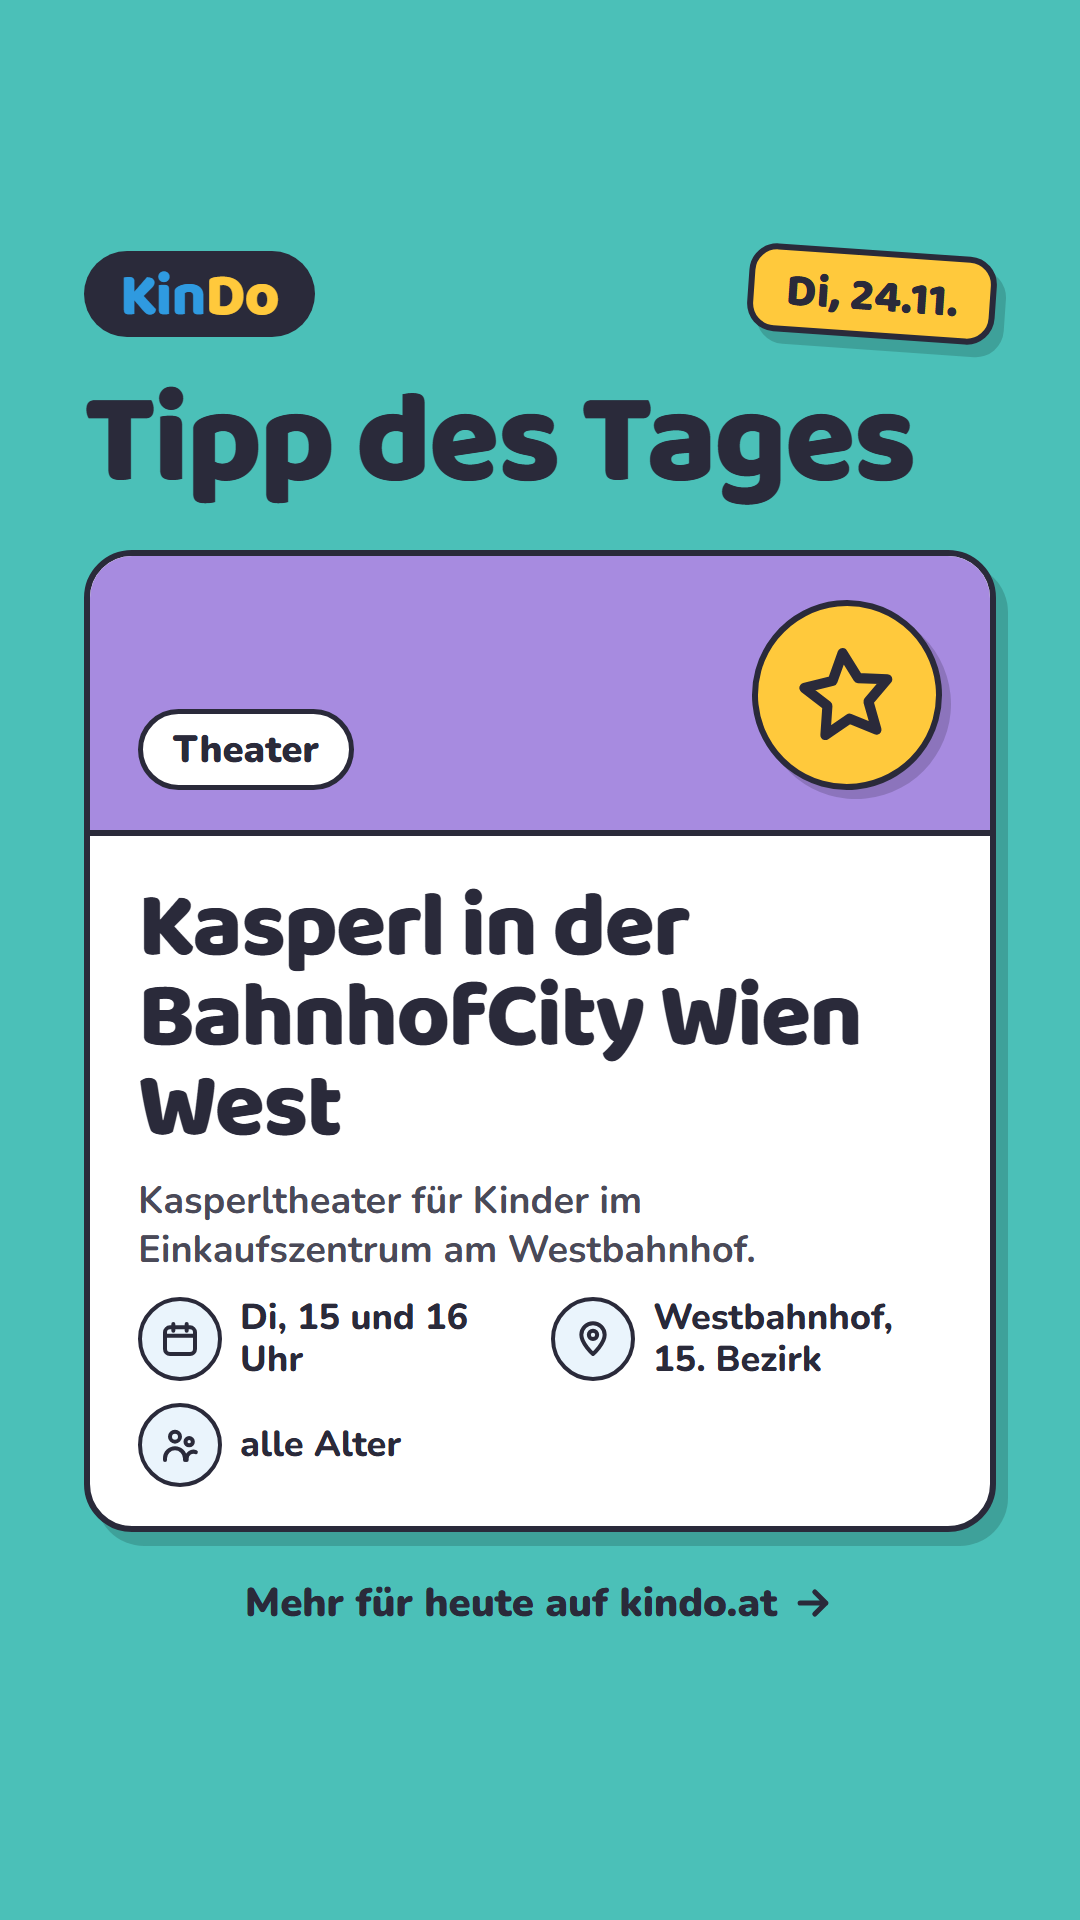 KinDo
Di, 24.11.
Tipp des Tages
Theater
Kasperl in der
BahnhofCity Wien
West
Kasperltheater für Kinder im
Einkaufszentrum am Westbahnhof.
Di, 15 und 16
Uhr
Westbahnhof,
15. Bezirk
alle Alter
Mehr für heute auf kindo.at →